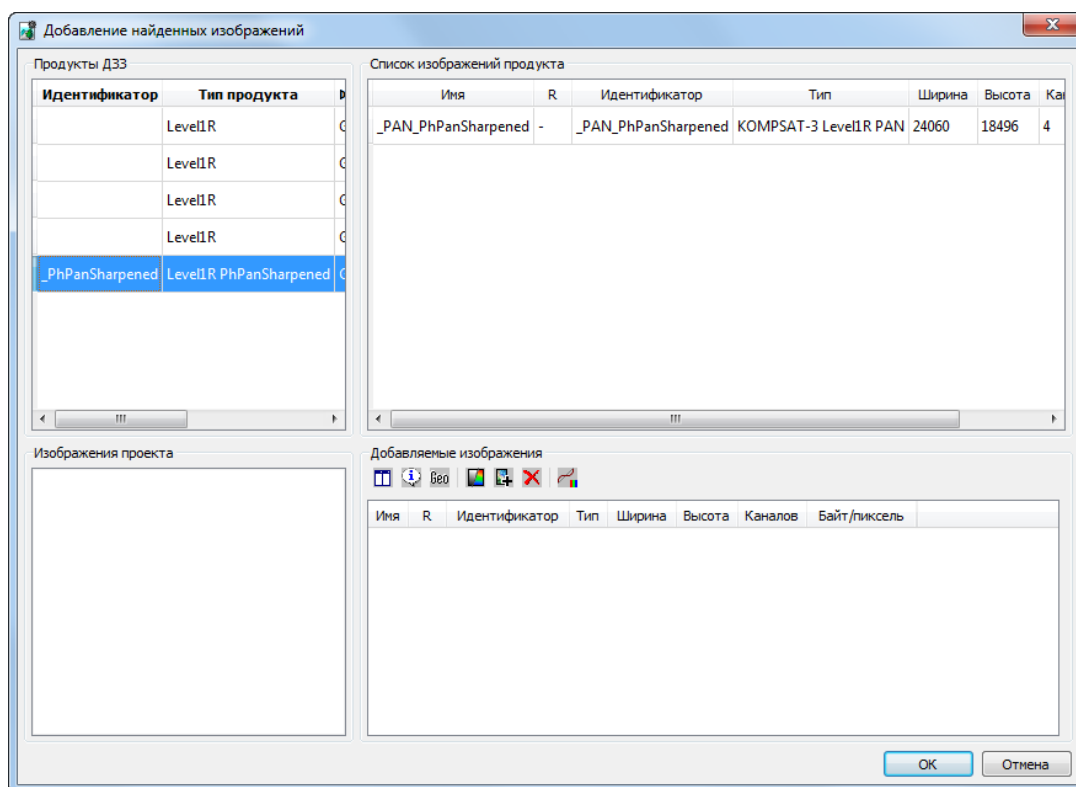 Добавление найденных изображений
Продукты ДЗЗ
Идентификатор Тип продукта
Level1R
Level1R
Level1R
Level1R
_PhPanSharpened Level1R PhPanSharpened
Список изображений продукта
Имя R Идентификатор Тип Ширина Высота Ка
_PAN_PhPanSharpened - _PAN_PhPanSharpened KOMPSAT-3 Level1R PAN 24060 18496 4
Изображения проекта
Добавляемые изображения
Geo
Имя R Идентификатор Тип Ширина Высота Каналов Байт/пиксель
OK Отмена